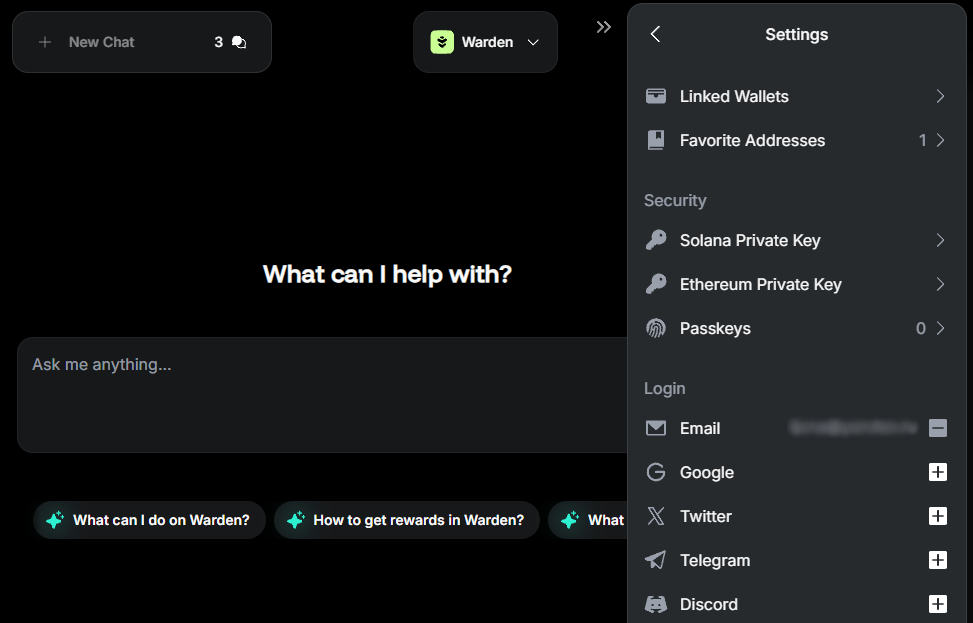 New Chat
3
Warden
What can I help with?
Ask me anything...
What can I do on Warden?
How to get rewards in Warden?
What
Settings
Linked Wallets
Favorite Addresses 1
Security
Solana Private Key
Ethereum Private Key
Passkeys 0
Login
Email
Google
Twitter
Telegram
Discord